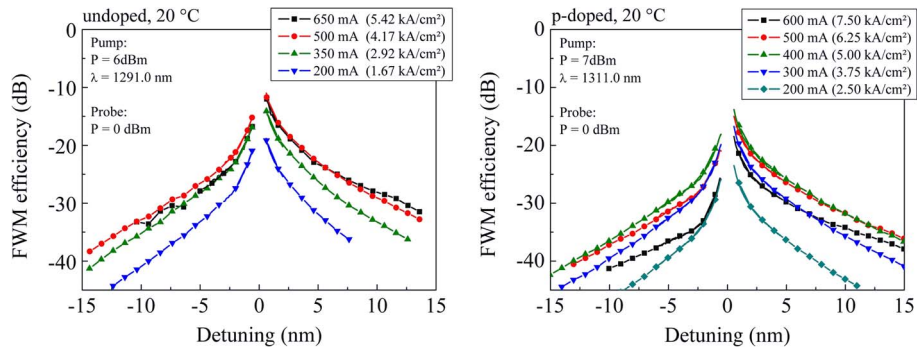 undoped, 20 °C
650 mA (5.42 kA/cm²)
500 mA (4.17 kA/cm²)
350 mA (2.92 kA/cm²)
200 mA (1.67 kA/cm²)
Pump:
P = 6dBm
λ = 1291.0 nm
Probe:
P = 0 dBm
FWM efficiency (dB)
0
-10
-20
-30
-40
-15 -10 -5 0 5 10 15
Detuning (nm)
p-doped, 20 °C
600 mA (7.50 kA/cm²)
500 mA (6.25 kA/cm²)
400 mA (5.00 kA/cm²)
300 mA (3.75 kA/cm²)
200 mA (2.50 kA/cm²)
Pump:
P = 7dBm
λ = 1311.0 nm
Probe:
P = 0 dBm
FWM efficiency (dB)
0
-10
-20
-30
-40
-15 -10 -5 0 5 10 15
Detuning (nm)